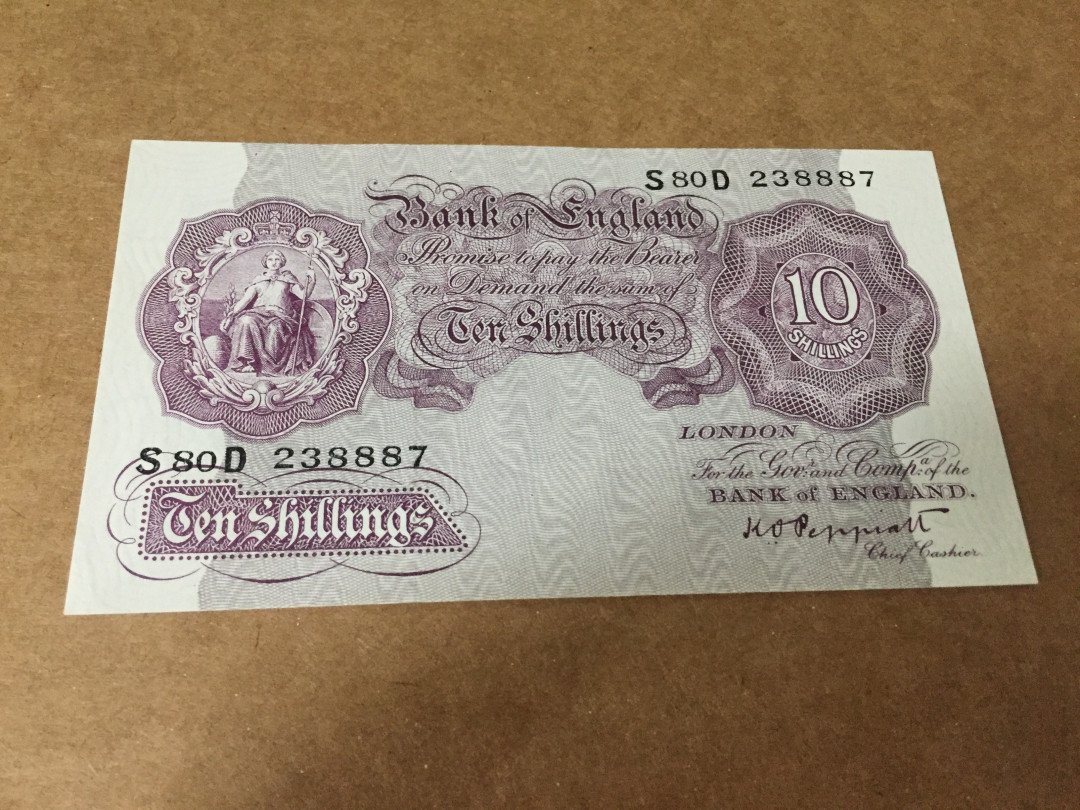 S80D 238887
Bank of England
Promise to pay the Bearer
on Demand the sum of
Ten Shillings
10
SHILLINGS
LONDON
For the Gov.r and Comp.a of the
BANK of ENGLAND.
K O Peppiatt
Chief Cashier.
S80D 238887
Ten Shillings